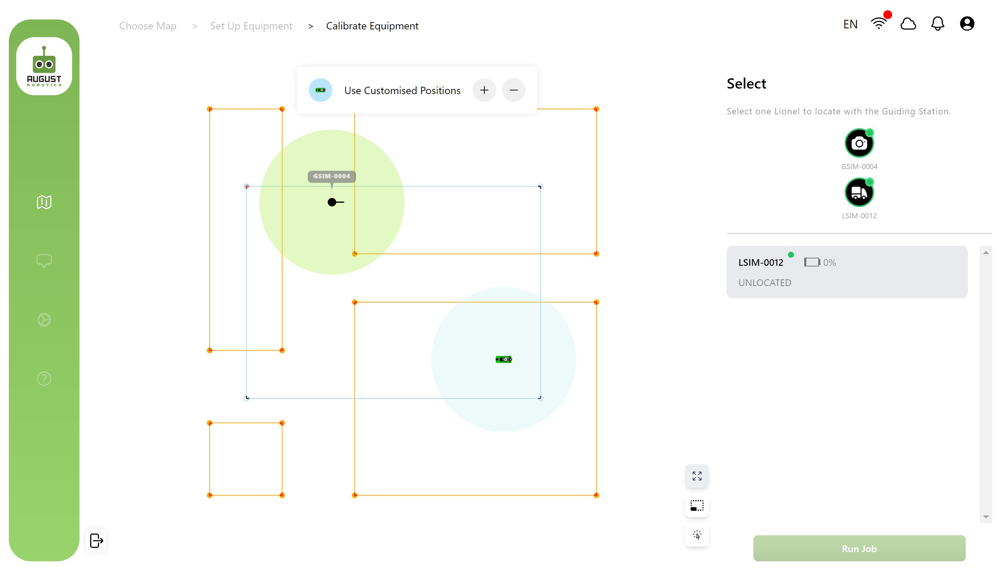 Choose Map > Set Up Equipment > Calibrate Equipment
EN
AUGUST
ROBOTICS
Use Customised Positions
Select
Select one Lionel to locate with the Guiding Station.
GSIM-0004
GSIM-0004
LSIM-0012
LSIM-0012 0%
UNLOCATED
Run Job